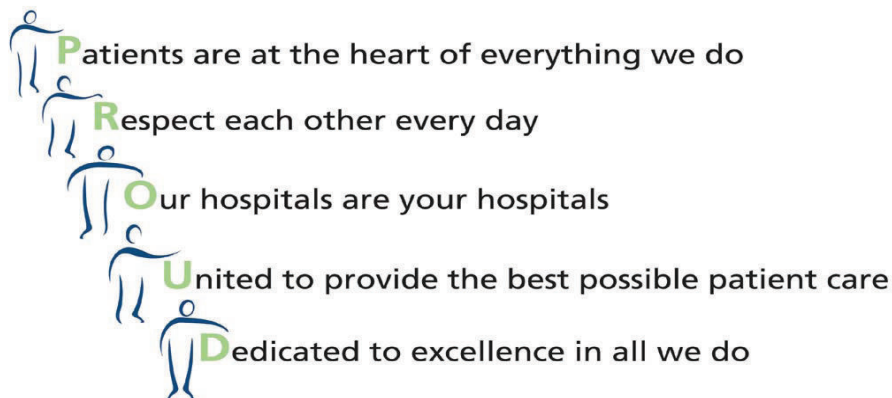 Patients are at the heart of everything we do
Respect each other every day
Our hospitals are your hospitals
United to provide the best possible patient care
Dedicated to excellence in all we do